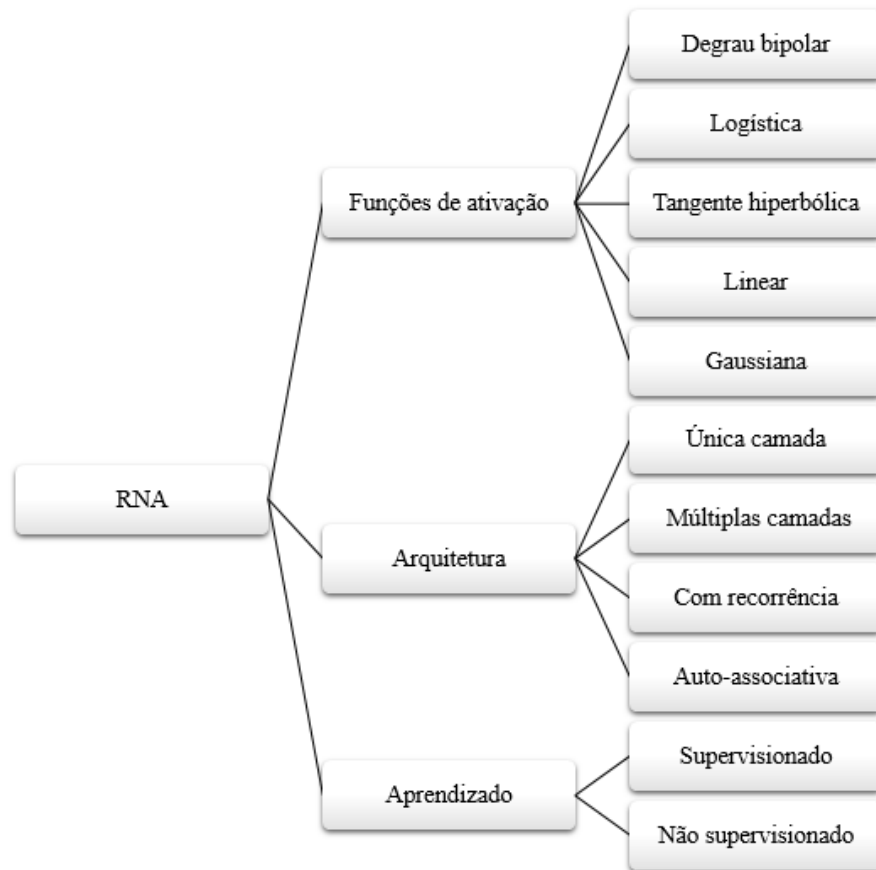 Degrau bipolar
Logística
Funções de ativação
Tangente hiperbólica
Linear
Gaussiana
Única camada
RNA
Múltiplas camadas
Arquitetura
Com recorrência
Auto-associativa
Supervisionado
Aprendizado
Não supervisionado